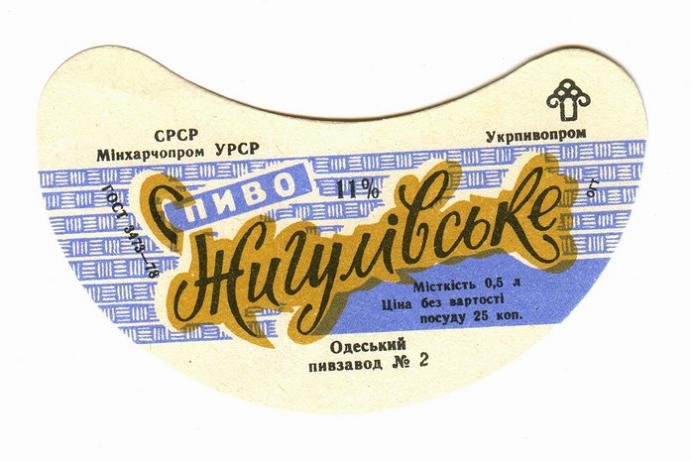 СРСР
Мінхарчопром УРСР
Укрпивопром
ПИВО
11%
Жигулівське
ГОСТ 3473—78
Місткість 0,5 л
Ціна без вартості
посуду 25 коп.
Одеський
пивзавод № 2